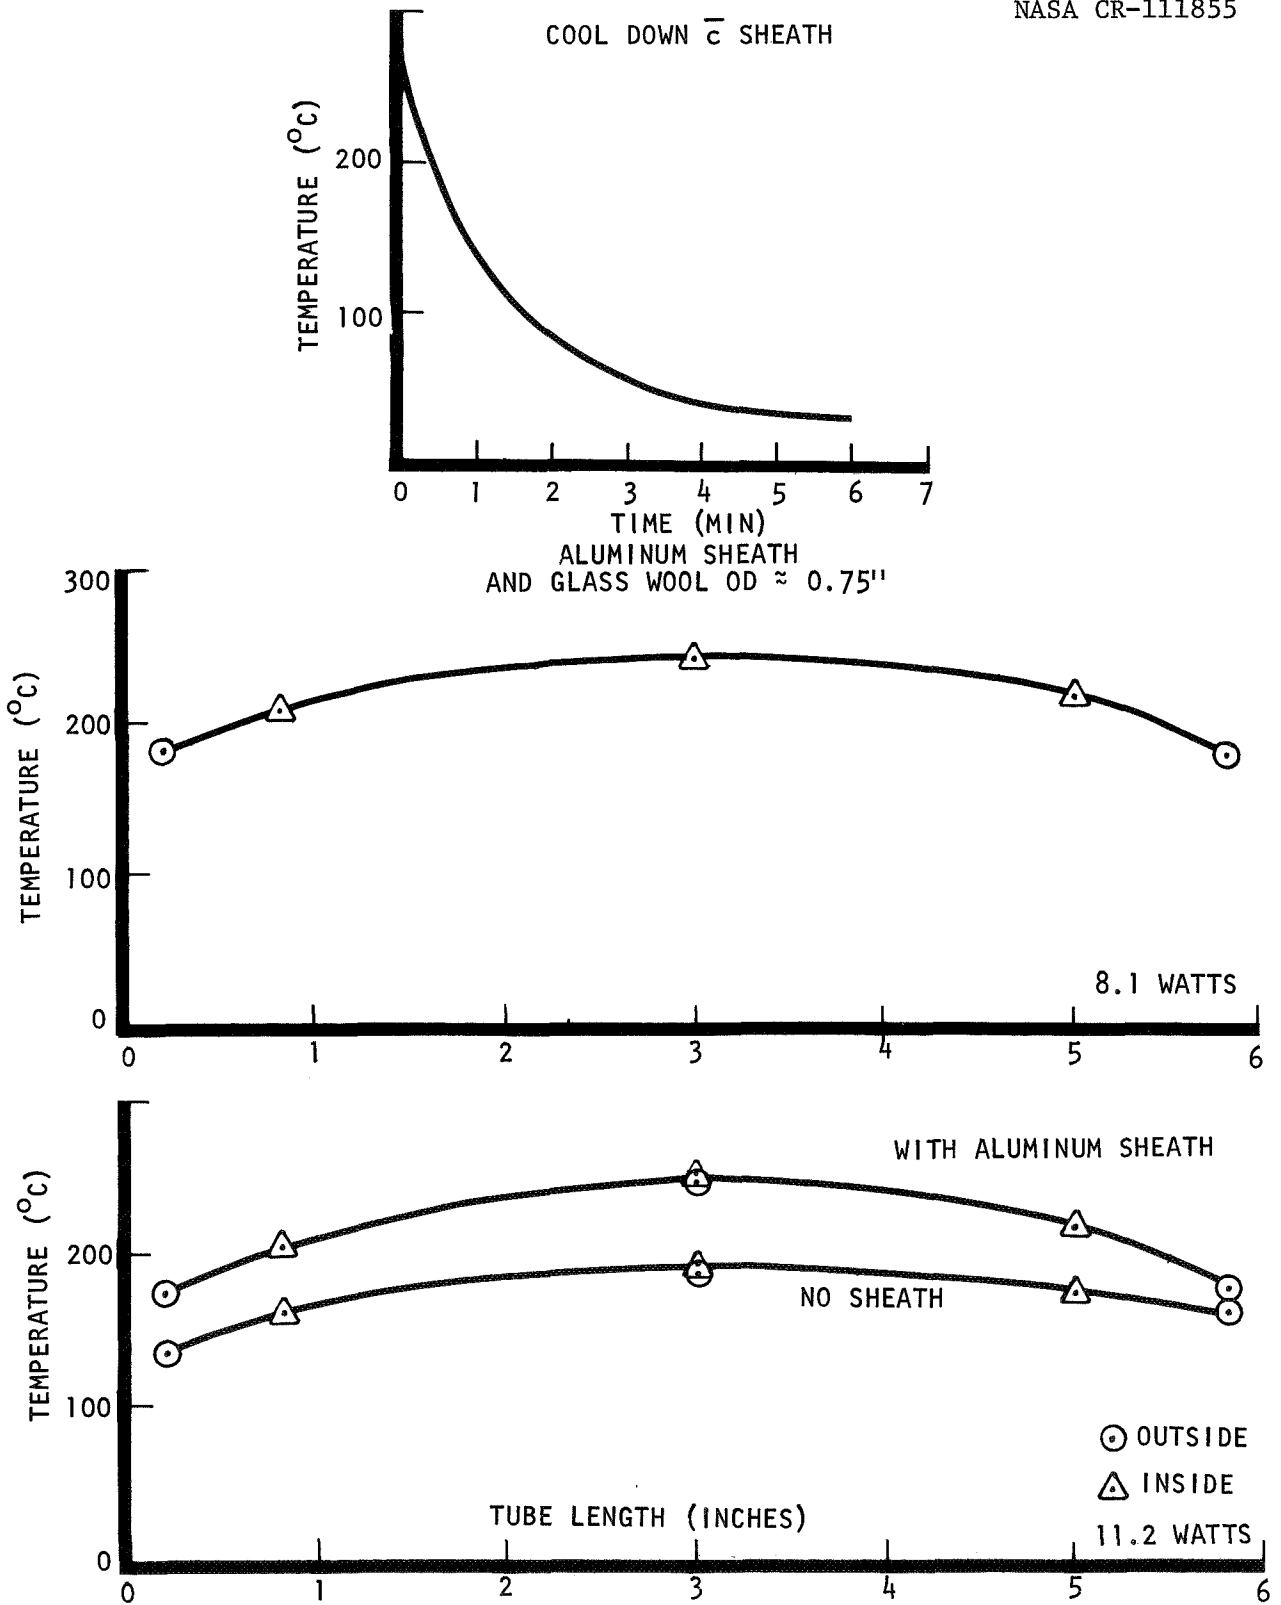 NASA CR-111855
COOL DOWN c̅ SHEATH
TEMPERATURE (°C)
200
100
0 1 2 3 4 5 6 7
TIME (MIN)
ALUMINUM SHEATH
AND GLASS WOOL OD ≈ 0.75"
TEMPERATURE (°C)
300
200
100
0
8.1 WATTS
0 1 2 3 4 5 6
TEMPERATURE (°C)
WITH ALUMINUM SHEATH
200
NO SHEATH
100
OUTSIDE
INSIDE
TUBE LENGTH (INCHES)
11.2 WATTS
0
0 1 2 3 4 5 6